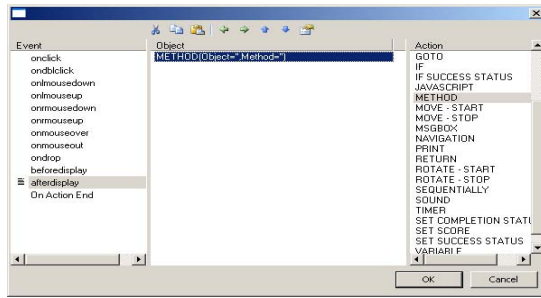 Event
onclick
ondblclick
onlmousedown
onlmouseup
onrmousedown
onrmouseup
onmouseover
onmouseout
ondrop
beforedisplay
afterdisplay
On Action End
Object
METHOD(Object='',Method='')
Action
GOTO
IF
IF SUCCESS STATUS
JAVASCRIPT
METHOD
MOVE - START
MOVE - STOP
MSGBOX
NAVIGATION
PRINT
RETURN
ROTATE - START
ROTATE - STOP
SEQUENTIALLY
SOUND
TIMER
SET COMPLETION STATU
SET SCORE
SET SUCCESS STATUS
VARIABLE
OK
Cancel